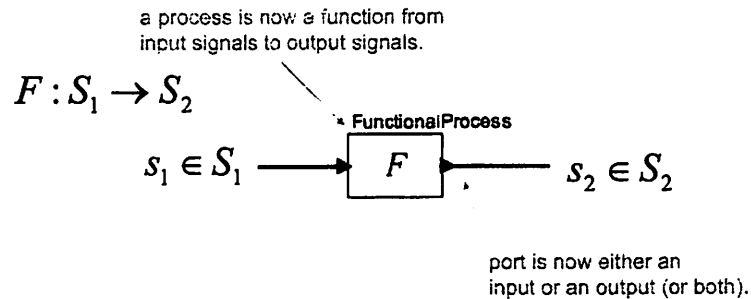 a process is now a function from
input signals to output signals.
F : S₁ → S₂
FunctionalProcess
s₁ ∈ S₁
F
s₂ ∈ S₂
port is now either an
input or an output (or both).